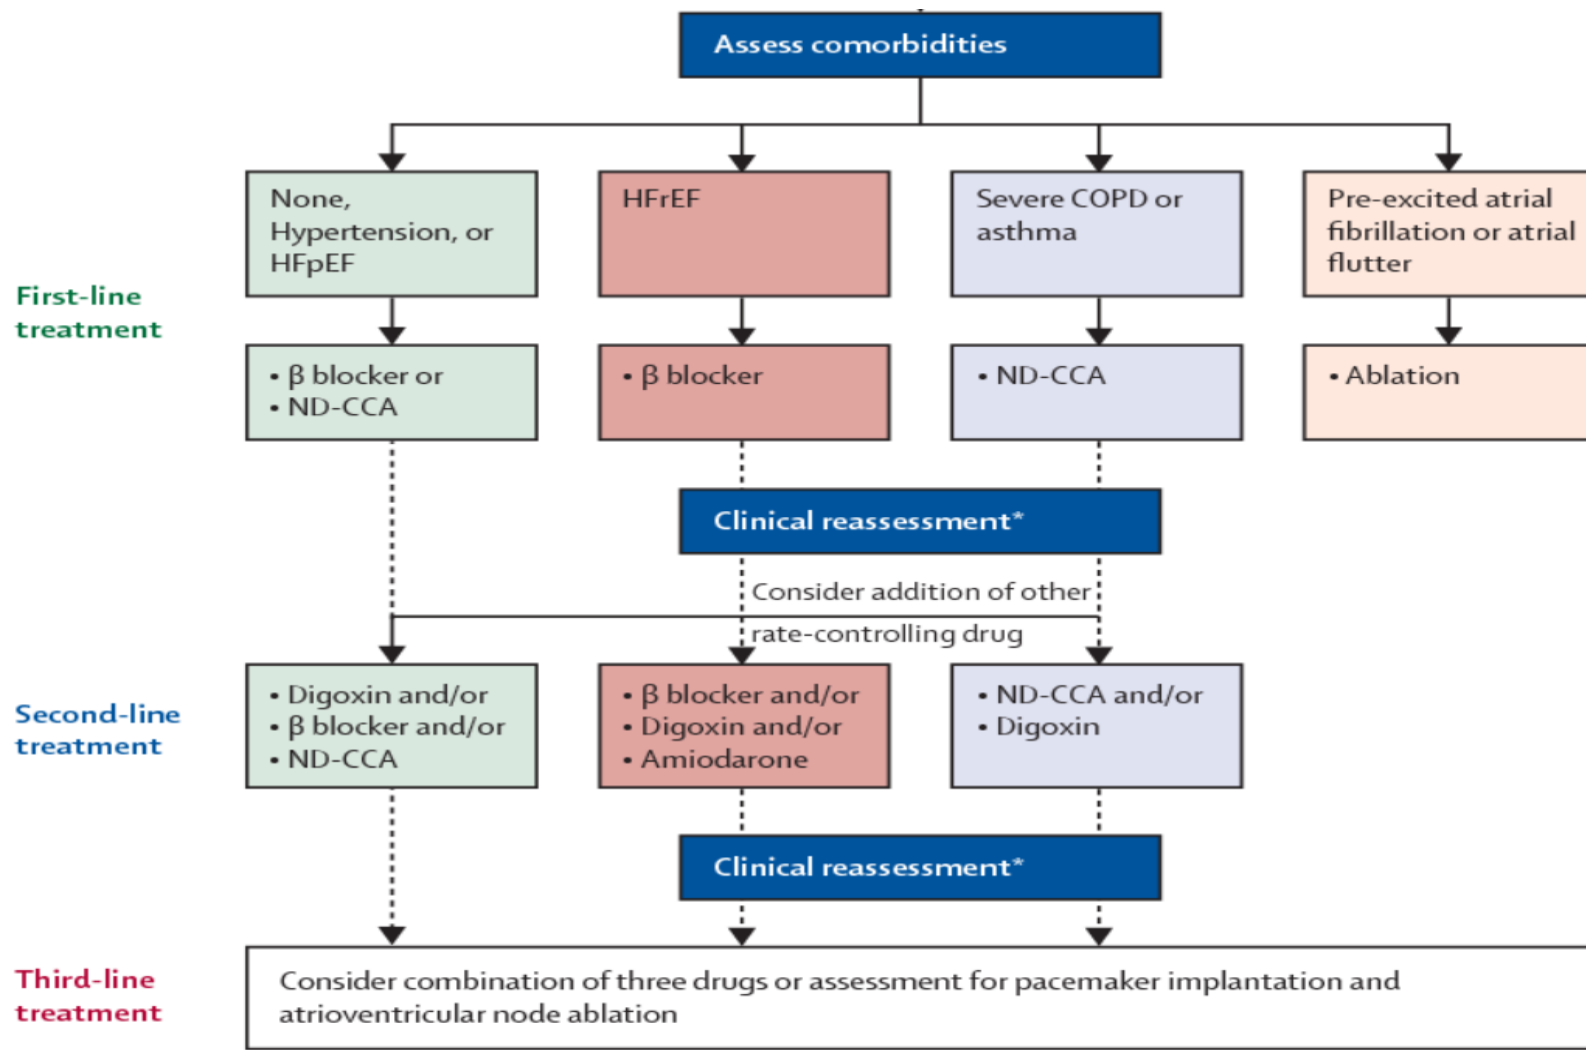 Assess comorbidities
None,
Hypertension, or
HFpEF
HFrEF
Severe COPD or
asthma
Pre-excited atrial
fibrillation or atrial
flutter
First-line
treatment
• β blocker or
• ND-CCA
• β blocker
• ND-CCA
• Ablation
Clinical reassessment*
Consider addition of other
rate-controlling drug
Second-line
treatment
• Digoxin and/or
• β blocker and/or
• ND-CCA
• β blocker and/or
• Digoxin and/or
• Amiodarone
• ND-CCA and/or
• Digoxin
Clinical reassessment*
Third-line
treatment
Consider combination of three drugs or assessment for pacemaker implantation and
atrioventricular node ablation